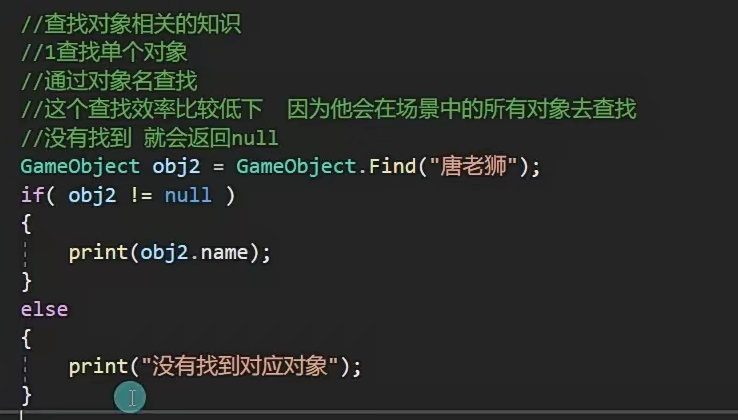 //查找对象相关的知识
//1查找单个对象
//通过对象名查找
//这个查找效率比较低下  因为他会在场景中的所有对象去查找
//没有找到 就会返回null
GameObject obj2 = GameObject.Find("唐老狮");
if( obj2 != null )
{
    print(obj2.name);
}
else
{
    print("没有找到对应对象");
}